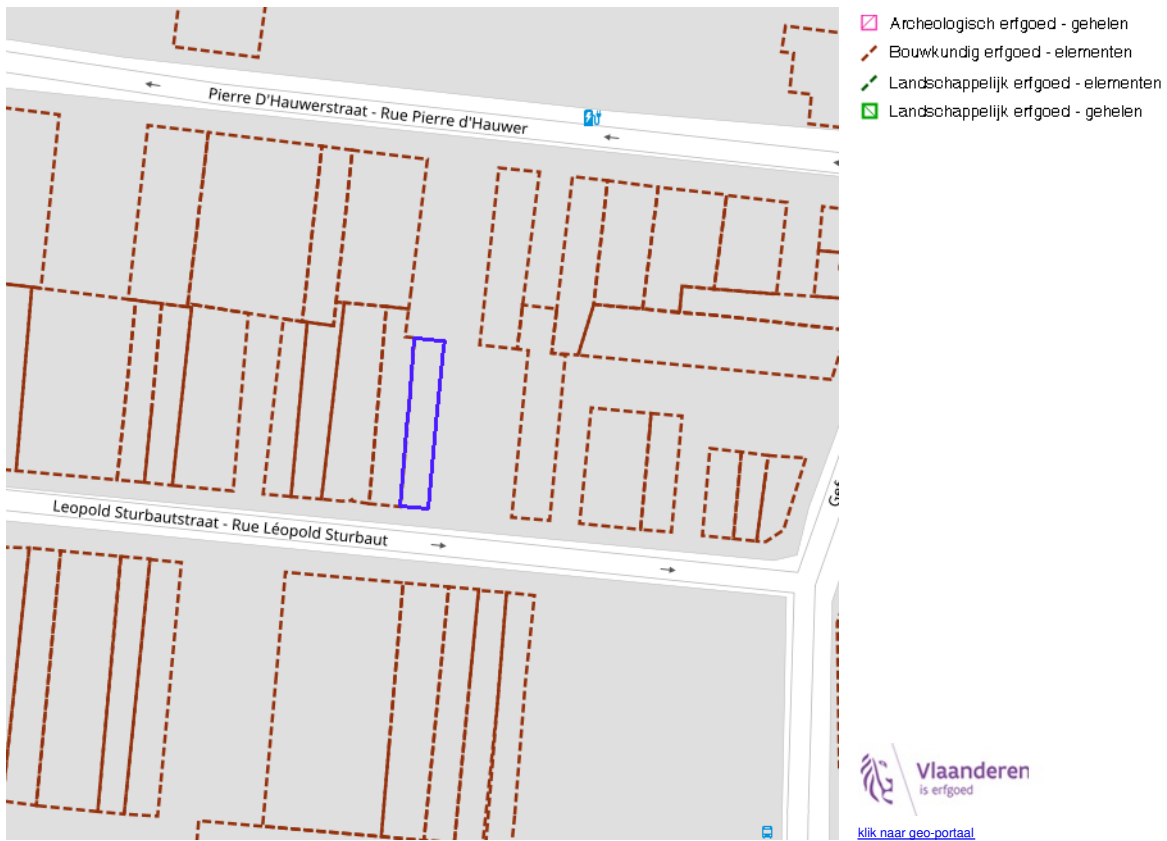 Archeologisch erfgoed - gehelen
Bouwkundig erfgoed - elementen
Landschappelijk erfgoed - elementen
Landschappelijk erfgoed - gehelen
Pierre D'Hauwerstraat - Rue Pierre d'Hauwer
Leopold Sturbautstraat - Rue Léopold Sturbaut
Vlaanderen
is erfgoed
klik naar geo-portaal